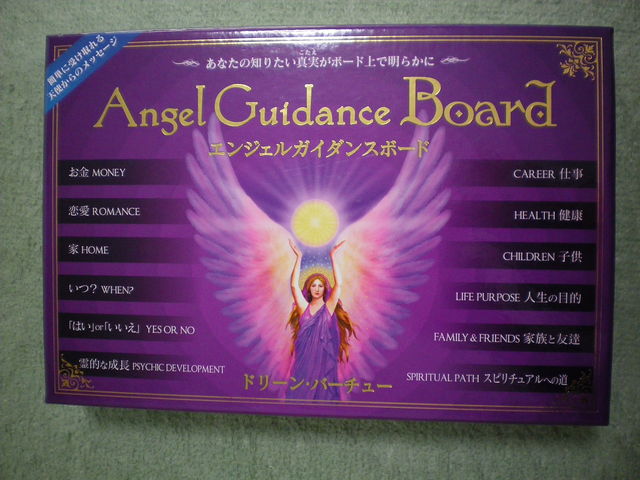 簡単に受け取れる
天使からのメッセージ
あなたの知りたい真実がボード上で明らかに
こたえ
Angel Guidance Board
エンジェルガイダンスボード
お金 MONEY
恋愛 ROMANCE
家 HOME
いつ? WHEN?
「はい」or「いいえ」 YES OR NO
霊的な成長 PSYCHIC DEVELOPMENT
CAREER 仕事
HEALTH 健康
CHILDREN 子供
LIFE PURPOSE 人生の目的
FAMILY & FRIENDS 家族と友達
SPIRITUAL PATH スピリチュアルへの道
ドリーン・バーチュー